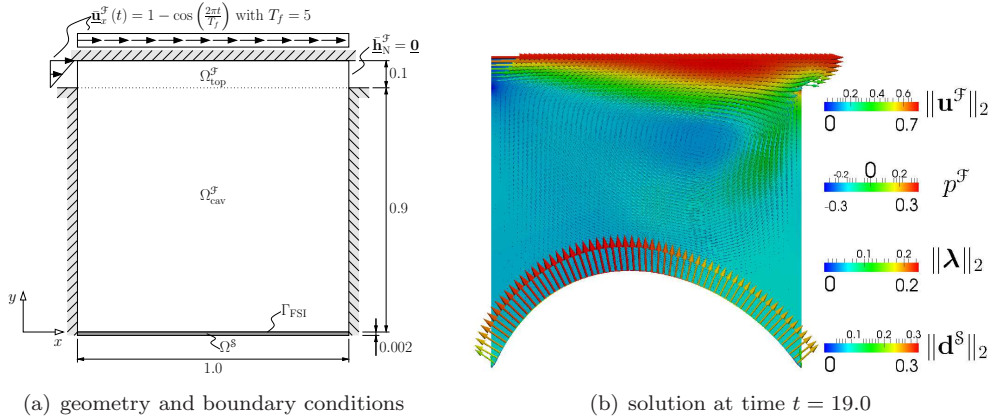 ū_x^𝓕(t) = 1 − cos(2πt/T_f) with T_f = 5
h̄_N^𝓕 = 0
Ω_top^𝓕
0.1
Ω_cav^𝓕
0.9
y
x
Γ_FSI
Ω^𝓢
0.002
1.0
(a) geometry and boundary conditions
0.2 0.4 0.6
0 0.7
‖u^𝓕‖_2
-0.2 0 0.2
-0.3 0.3
p^𝓕
0.1 0.2
0 0.2
‖λ‖_2
0.1 0.2 0.3
0 0.3
‖d^𝓢‖_2
(b) solution at time t = 19.0